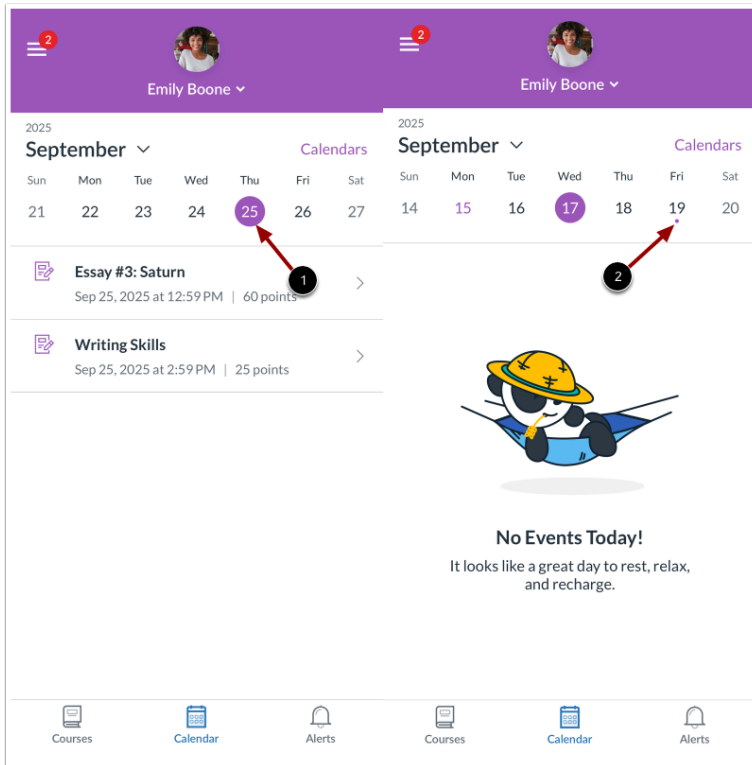 2
Emily Boone
2025
September
Calendars
Sun Mon Tue Wed Thu Fri Sat
21 22 23 24 25 26 27
1
Essay #3: Saturn
Sep 25, 2025 at 12:59 PM | 60 points
Writing Skills
Sep 25, 2025 at 2:59 PM | 25 points
Courses Calendar Alerts
2
Emily Boone
2025
September
Calendars
Sun Mon Tue Wed Thu Fri Sat
14 15 16 17 18 19 20
2
No Events Today!
It looks like a great day to rest, relax,
and recharge.
Courses Calendar Alerts